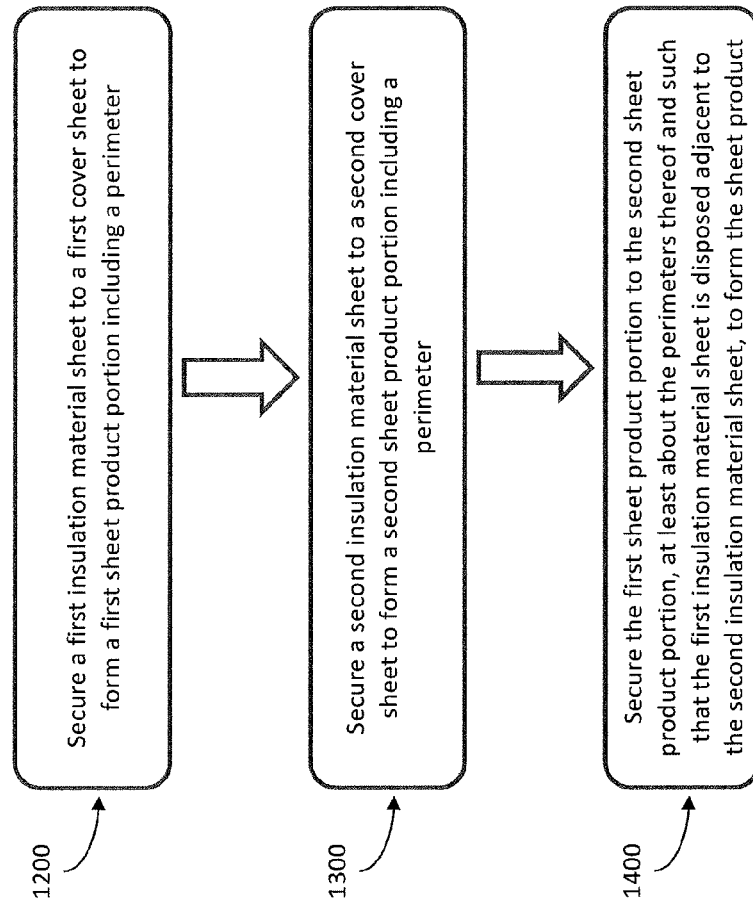 1200
Secure a first insulation material sheet to a first cover sheet to
form a first sheet product portion including a perimeter
1300
Secure a second insulation material sheet to a second cover
sheet to form a second sheet product portion including a
perimeter
1400
Secure the first sheet product portion to the second sheet
product portion, at least about the perimeters thereof and such
that the first insulation material sheet is disposed adjacent to
the second insulation material sheet, to form the sheet product